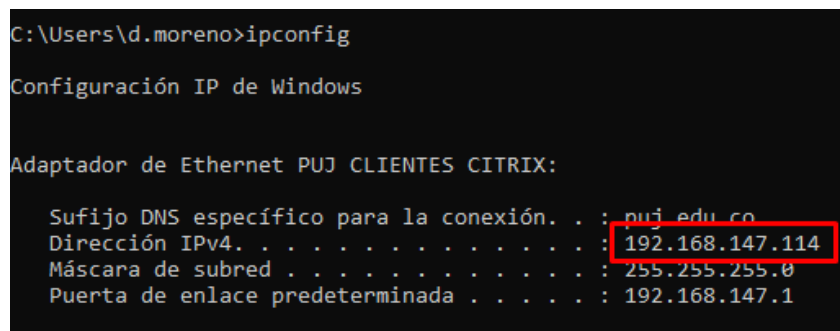 C:\Users\d.moreno>ipconfig
Configuración IP de Windows
Adaptador de Ethernet PUJ CLIENTES CITRIX:
Sufijo DNS específico para la conexión. . : puj.edu.co
Dirección IPv4. . . . . . . . . . . . . . : 192.168.147.114
Máscara de subred . . . . . . . . . . . . : 255.255.255.0
Puerta de enlace predeterminada . . . . . : 192.168.147.1